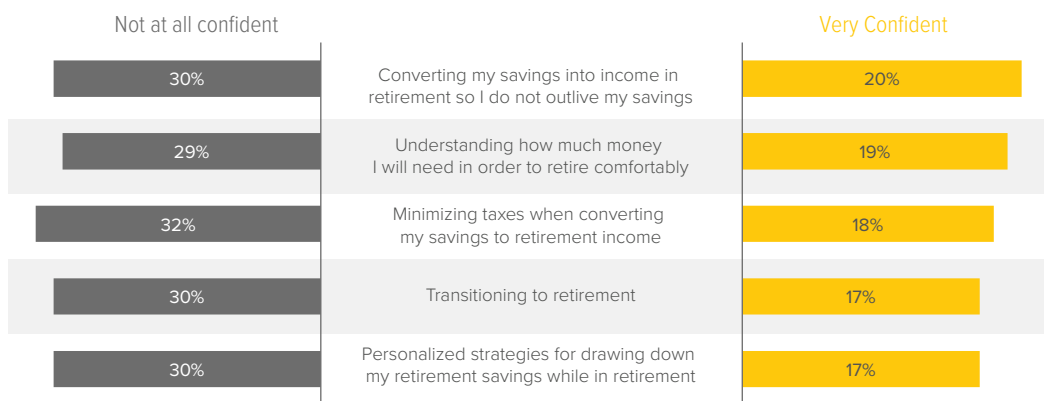 Not at all confident
Very Confident
30%
Converting my savings into income in
retirement so I do not outlive my savings
20%
29%
Understanding how much money
I will need in order to retire comfortably
19%
32%
Minimizing taxes when converting
my savings to retirement income
18%
30%
Transitioning to retirement
17%
30%
Personalized strategies for drawing down
my retirement savings while in retirement
17%